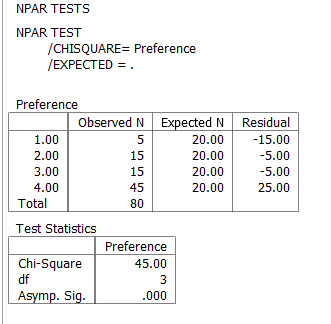 NPAR TESTS
NPAR TEST
/CHISQUARE= Preference
/EXPECTED = .
Preference
Observed N Expected N Residual
1.00 5 20.00 -15.00
2.00 15 20.00 -5.00
3.00 15 20.00 -5.00
4.00 45 20.00 25.00
Total 80
Test Statistics
Preference
Chi-Square 45.00
df 3
Asymp. Sig. .000